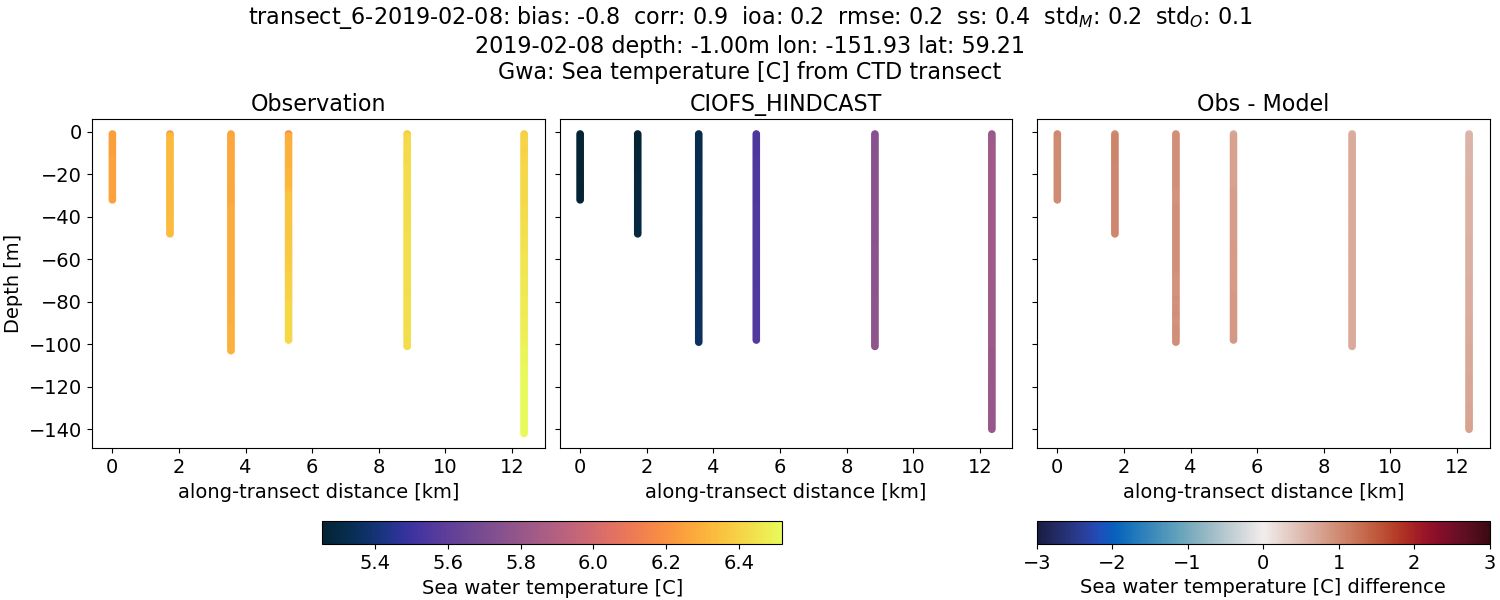 transect_6-2019-02-08: bias: -0.8 corr: 0.9 ioa: 0.2 rmse: 0.2 ss: 0.4 std_M: 0.2 std_O: 0.1
2019-02-08 depth: -1.00m lon: -151.93 lat: 59.21
Gwa: Sea temperature [C] from CTD transect
Observation
CIOFS_HINDCAST
Obs - Model
Depth [m]
0
−20
−40
−60
−80
−100
−120
−140
0 2 4 6 8 10 12
0 2 4 6 8 10 12
0 2 4 6 8 10 12
along-transect distance [km]
along-transect distance [km]
along-transect distance [km]
5.4 5.6 5.8 6.0 6.2 6.4
Sea water temperature [C]
−3 −2 −1 0 1 2 3
Sea water temperature [C] difference